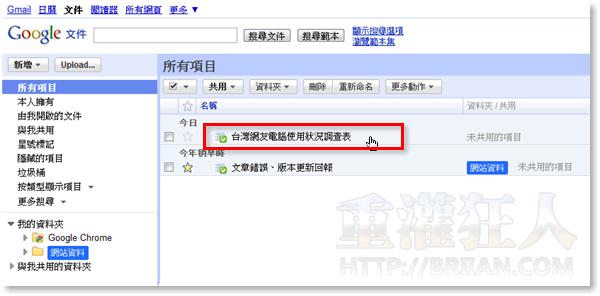 Gmail 日曆 文件 閱讀器 所有網頁 更多 ▼
Google 文件 搜尋文件 搜尋範本 顯示搜尋選項
瀏覽範本集
新增 Upload... 所有項目
所有項目 共用 資料夾 刪除 重新命名 更多動作
本人擁有 名稱 資料夾 / 共用
由我開啟的文件 今日
與我共用 台灣網友電腦使用狀況調查表 未共用的項目
星號標記 今年稍早時
隱藏的項目 文章錯誤、版本更新回報 網站資料 未共用的項目
垃圾桶
按類型顯示項目
更多搜尋
我的資料夾
Google Chrome
網站資料
與我共用的資料夾
重灌狂人
HTTP://BRIIAN.COM